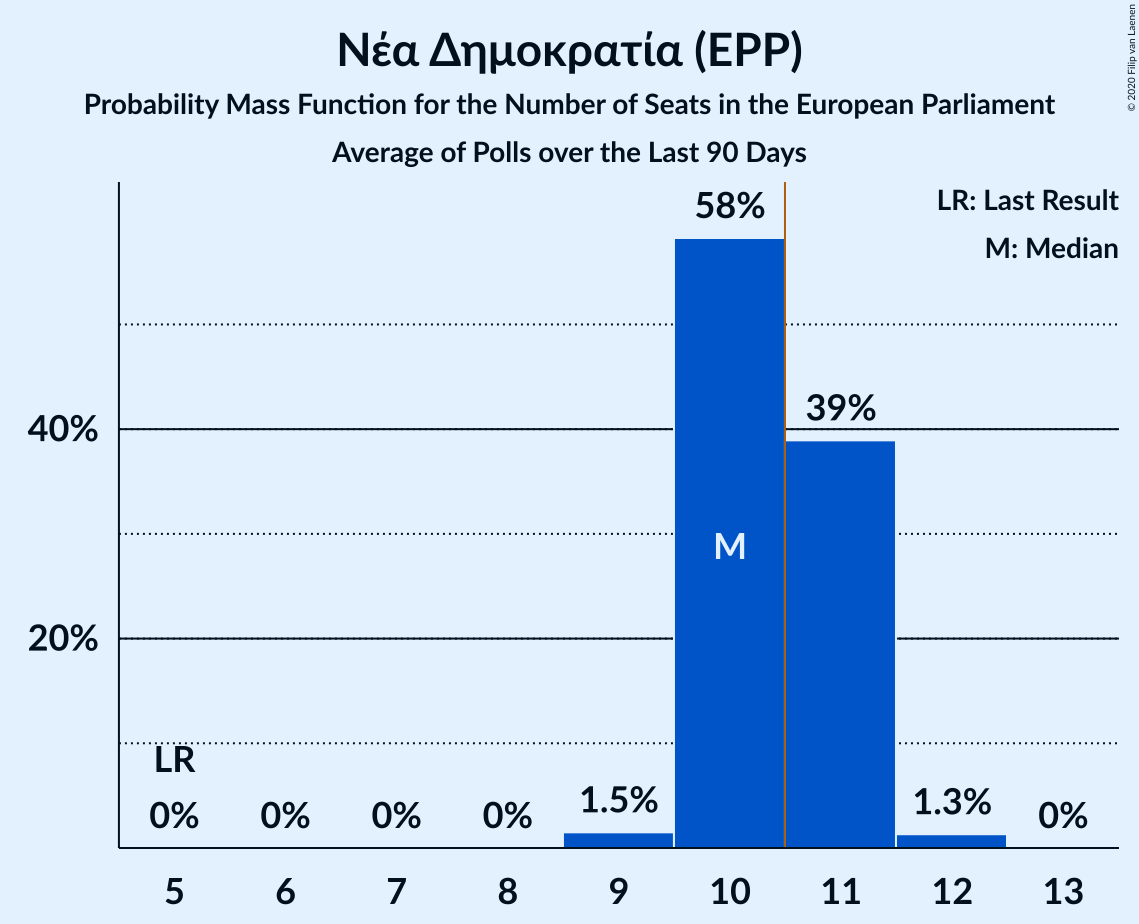 Νέα Δημοκρατία (EPP)
Probability Mass Function for the Number of Seats in the European Parliament
Average of Polls over the Last 90 Days
© 2020 Filip van Laenen
LR: Last Result
M: Median
58%
39%
40%
M
20%
LR
0% 0% 0% 0% 1.5% 1.3% 0%
5 6 7 8 9 10 11 12 13